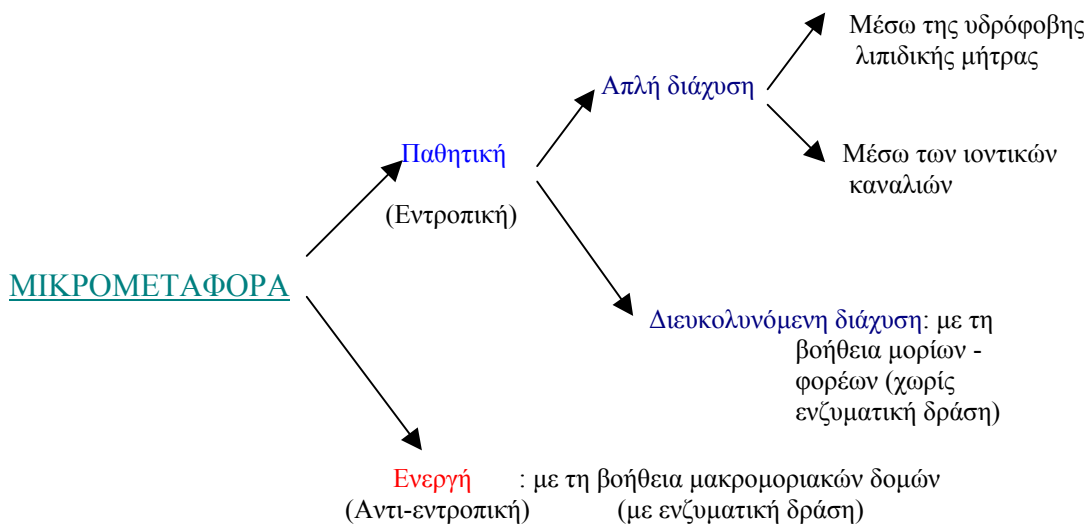 Μέσω της υδρόφοβης
λιπιδικής μήτρας
Απλή διάχυση
Παθητική
Μέσω των ιοντικών
καναλιών
(Εντροπική)
ΜΙΚΡΟΜΕΤΑΦΟΡΑ
Διευκολυνόμενη διάχυση: με τη
βοήθεια μορίων -
φορέων (χωρίς
ενζυματική δράση)
Ενεργή : με τη βοήθεια μακρομοριακών δομών
(Αντι-εντροπική) (με ενζυματική δράση)